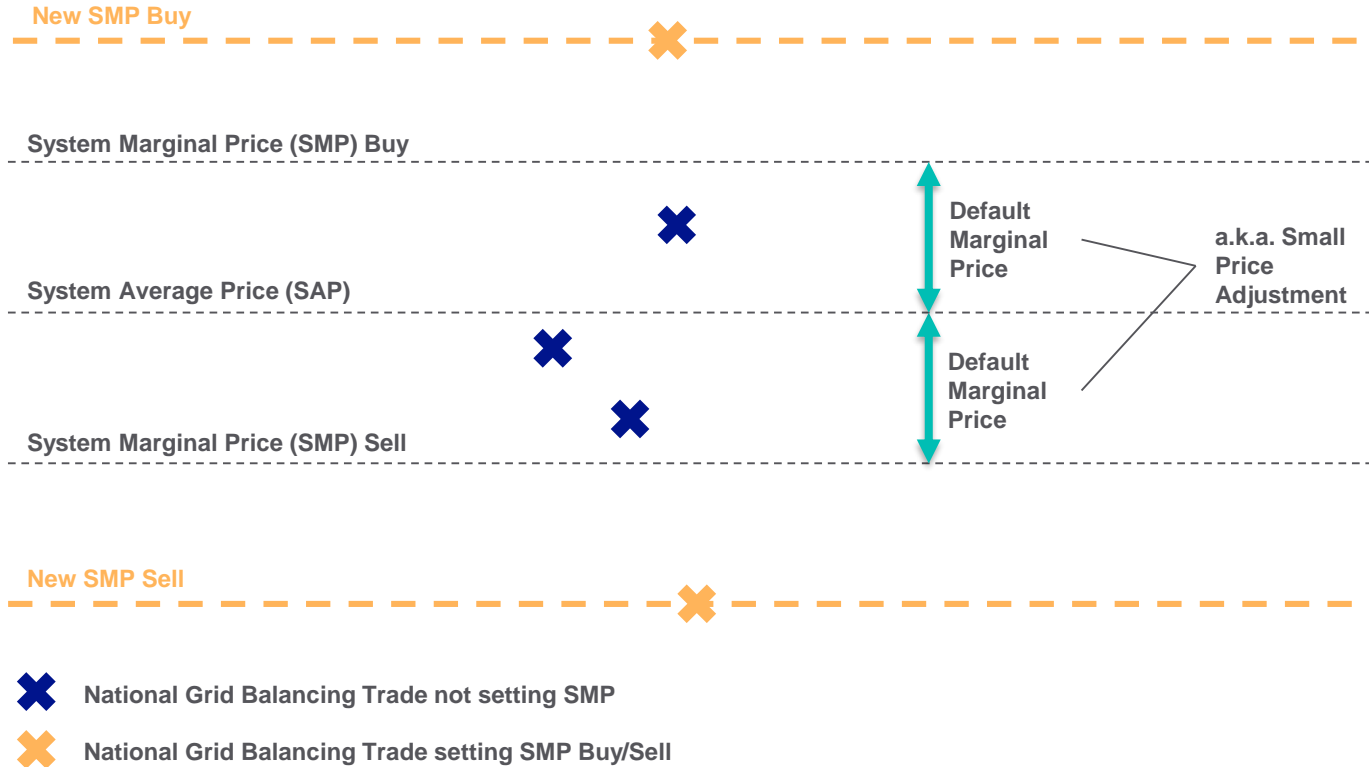 New SMP Buy
System Marginal Price (SMP) Buy
Default
Marginal
Price
a.k.a. Small
Price
Adjustment
System Average Price (SAP)
Default
Marginal
Price
System Marginal Price (SMP) Sell
New SMP Sell
National Grid Balancing Trade not setting SMP
National Grid Balancing Trade setting SMP Buy/Sell